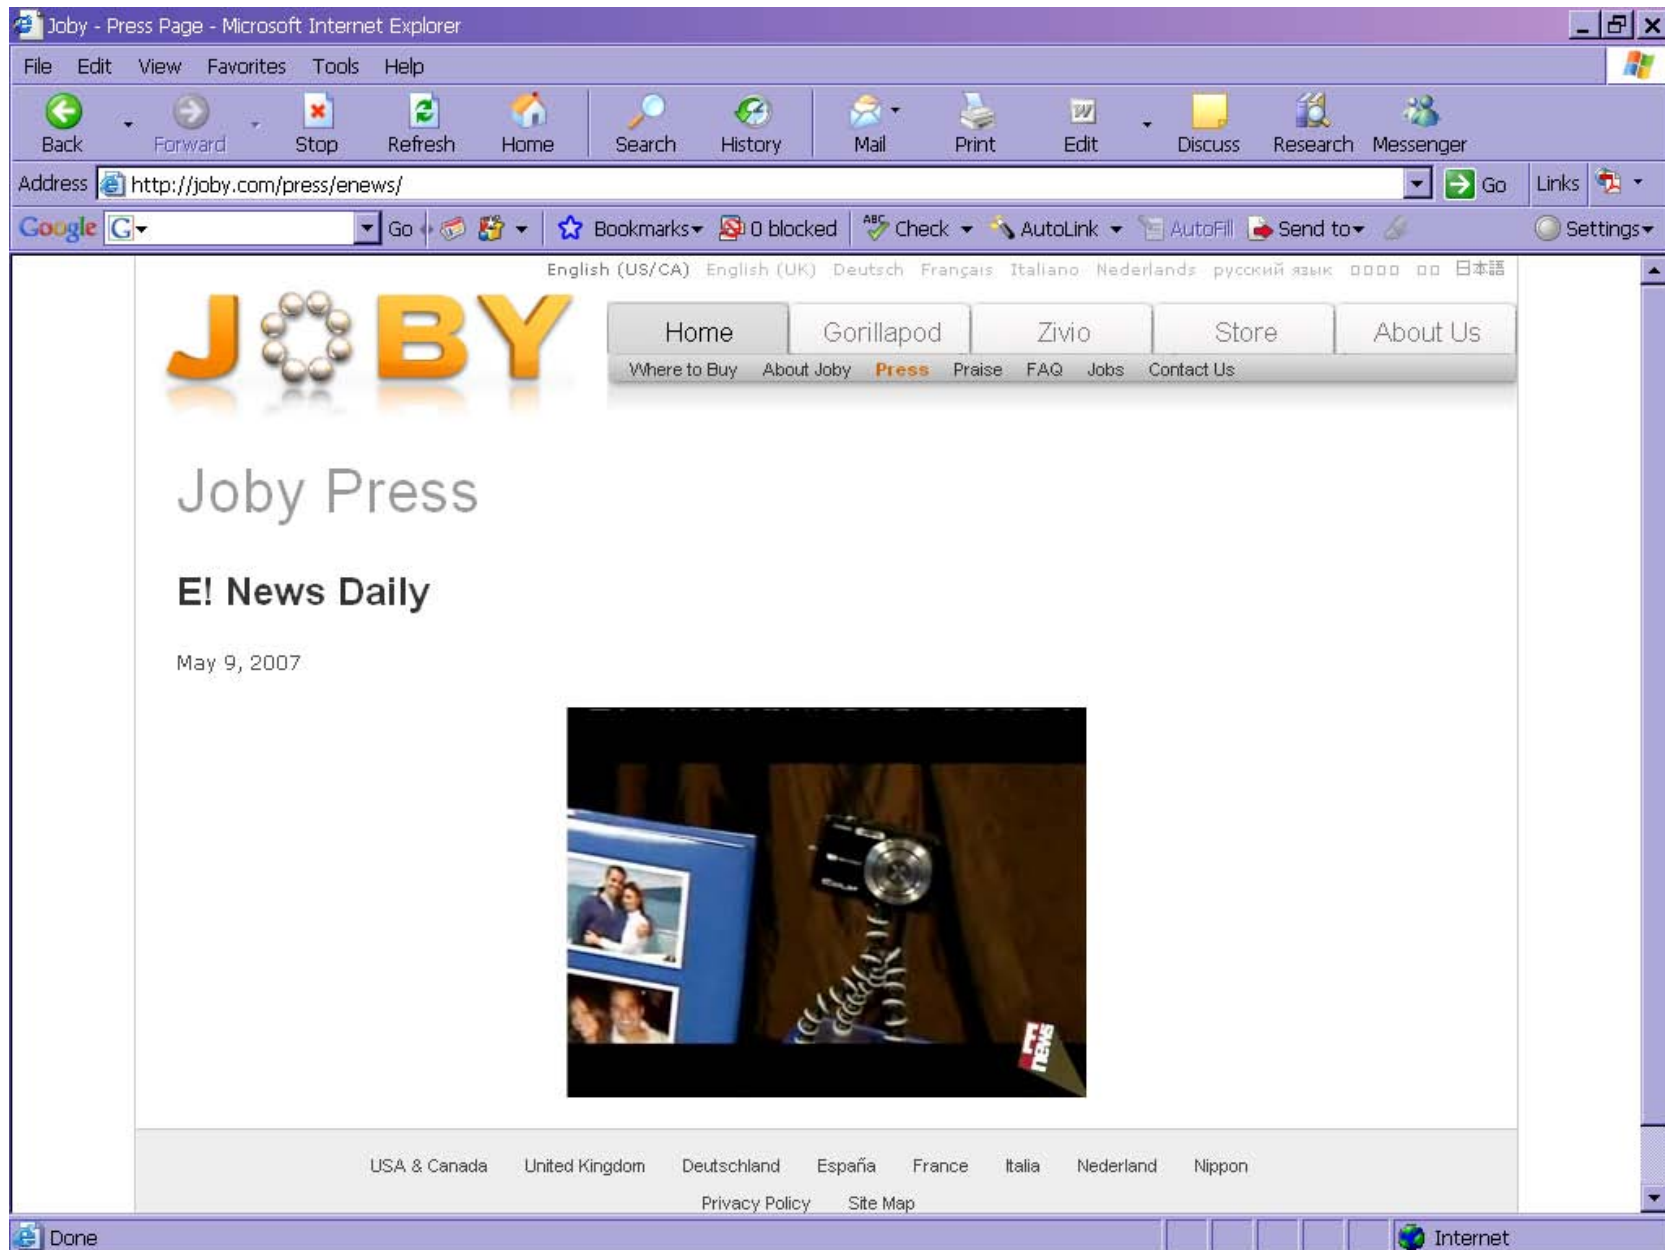 Joby - Press Page - Microsoft Internet Explorer
File Edit View Favorites Tools Help
Back Forward Stop Refresh Home Search History Mail Print Edit Discuss Research Messenger
Address http://joby.com/press/enews/ Go Links
Google G Go Bookmarks 0 blocked ABC Check AutoLink AutoFill Send to Settings
English (US/CA) English (UK) Deutsch Français Italiano Nederlands русский язык □□□□ □□ 日本語
JOBY
Home Gorillapod Zivio Store About Us
Where to Buy About Joby Press Praise FAQ Jobs Contact Us
Joby Press
E! News Daily
May 9, 2007
E! news
USA & Canada United Kingdom Deutschland España France Italia Nederland Nippon
Privacy Policy Site Map
Done Internet